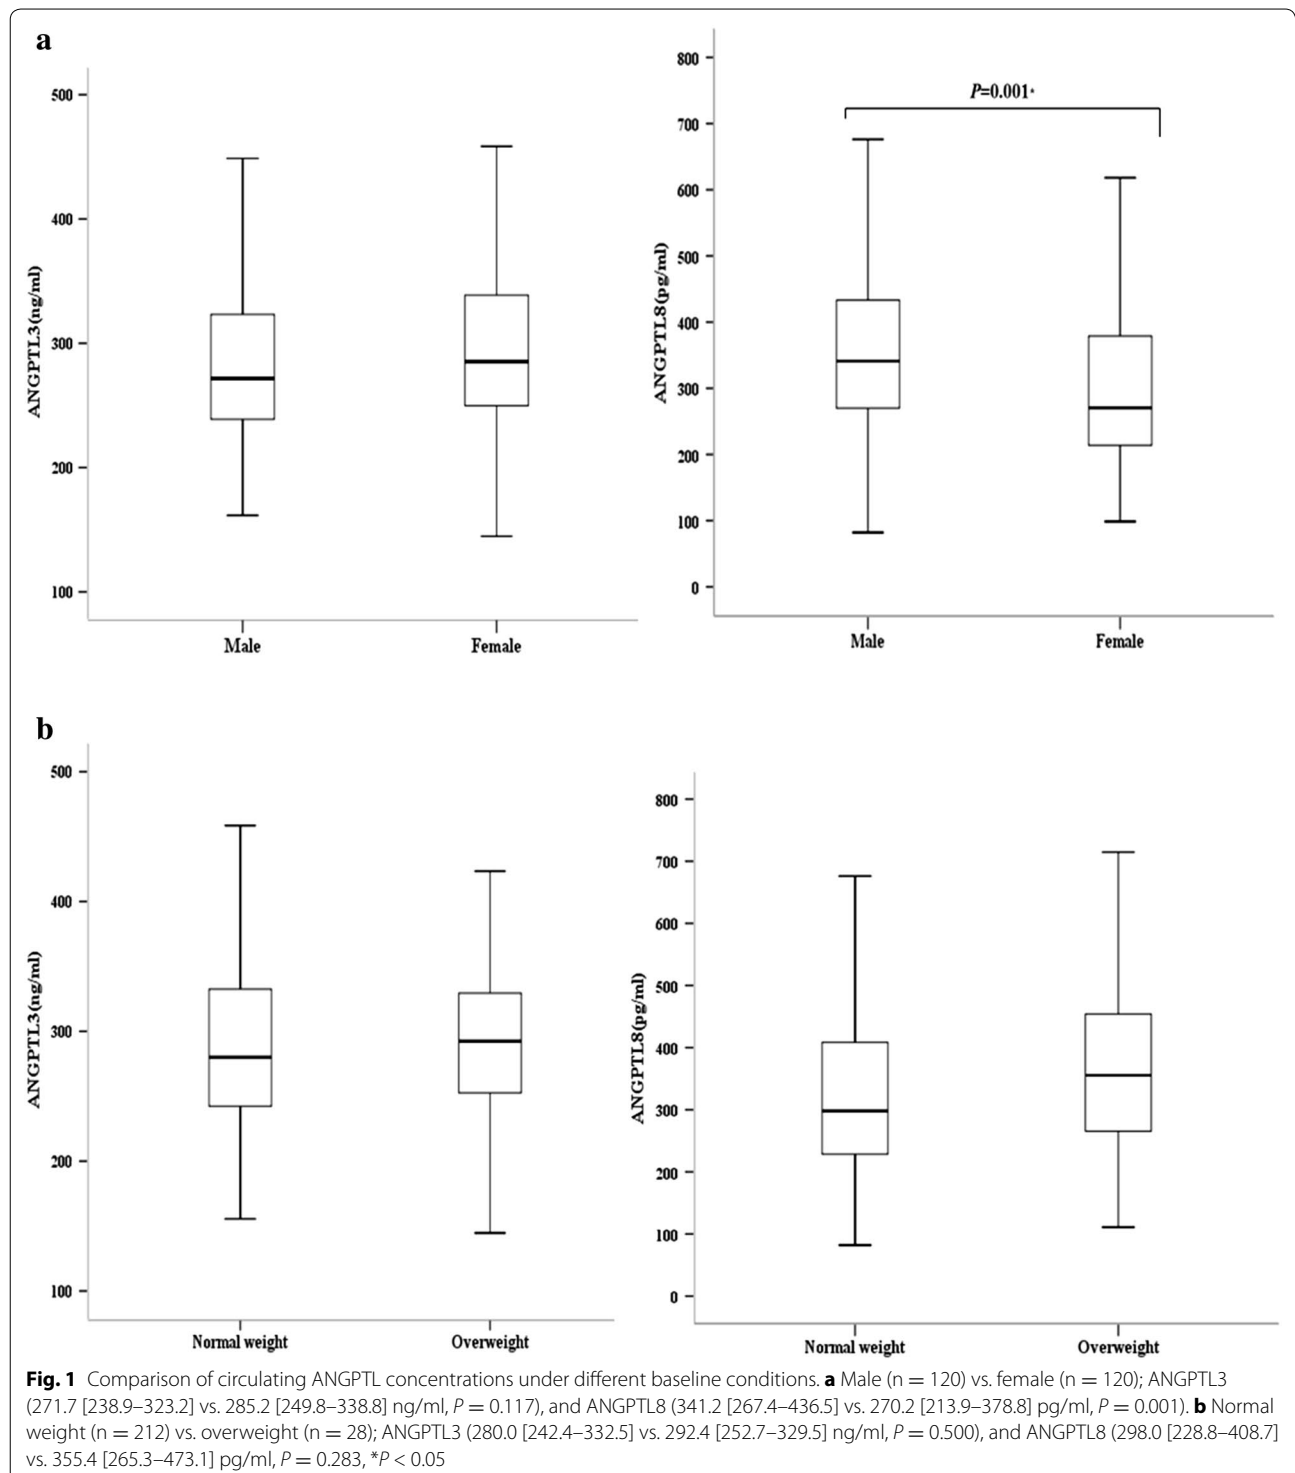 a
500
400
300
200
100
ANGPTL3(ng/ml)
Male
Female
800
700
600
500
400
300
200
100
0
ANGPTL8(pg/ml)
P=0.001*
Male
Female
b
500
400
300
200
100
ANGPTL3(ng/ml)
Normal weight
Overweight
800
700
600
500
400
300
200
100
0
ANGPTL8(pg/ml)
Normal weight
Overweight
Fig. 1 Comparison of circulating ANGPTL concentrations under different baseline conditions. a Male (n = 120) vs. female (n = 120); ANGPTL3
(271.7 [238.9–323.2] vs. 285.2 [249.8–338.8] ng/ml, P = 0.117), and ANGPTL8 (341.2 [267.4–436.5] vs. 270.2 [213.9–378.8] pg/ml, P = 0.001). b Normal
weight (n = 212) vs. overweight (n = 28); ANGPTL3 (280.0 [242.4–332.5] vs. 292.4 [252.7–329.5] ng/ml, P = 0.500), and ANGPTL8 (298.0 [228.8–408.7]
vs. 355.4 [265.3–473.1] pg/ml, P = 0.283, *P < 0.05